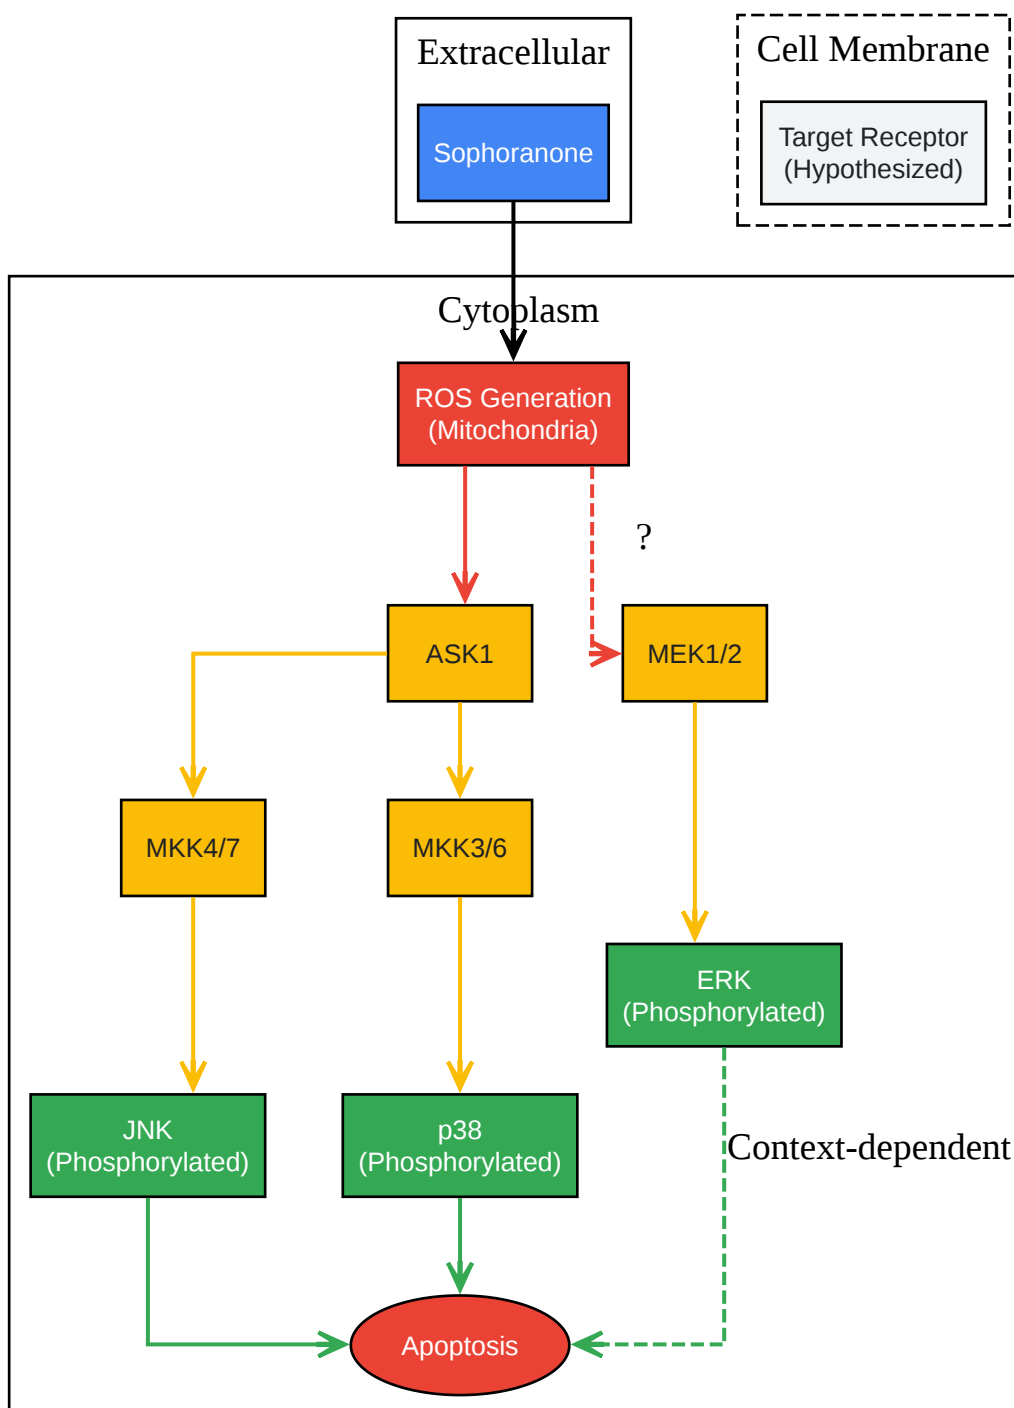 Extracellular
Cell Membrane
Sophoranone
Target Receptor
(Hypothesized)
Cytoplasm
ROS Generation
(Mitochondria)
?
ASK1
MEK1/2
MKK4/7
MKK3/6
ERK
(Phosphorylated)
JNK
(Phosphorylated)
p38
(Phosphorylated)
Context-dependent
Apoptosis